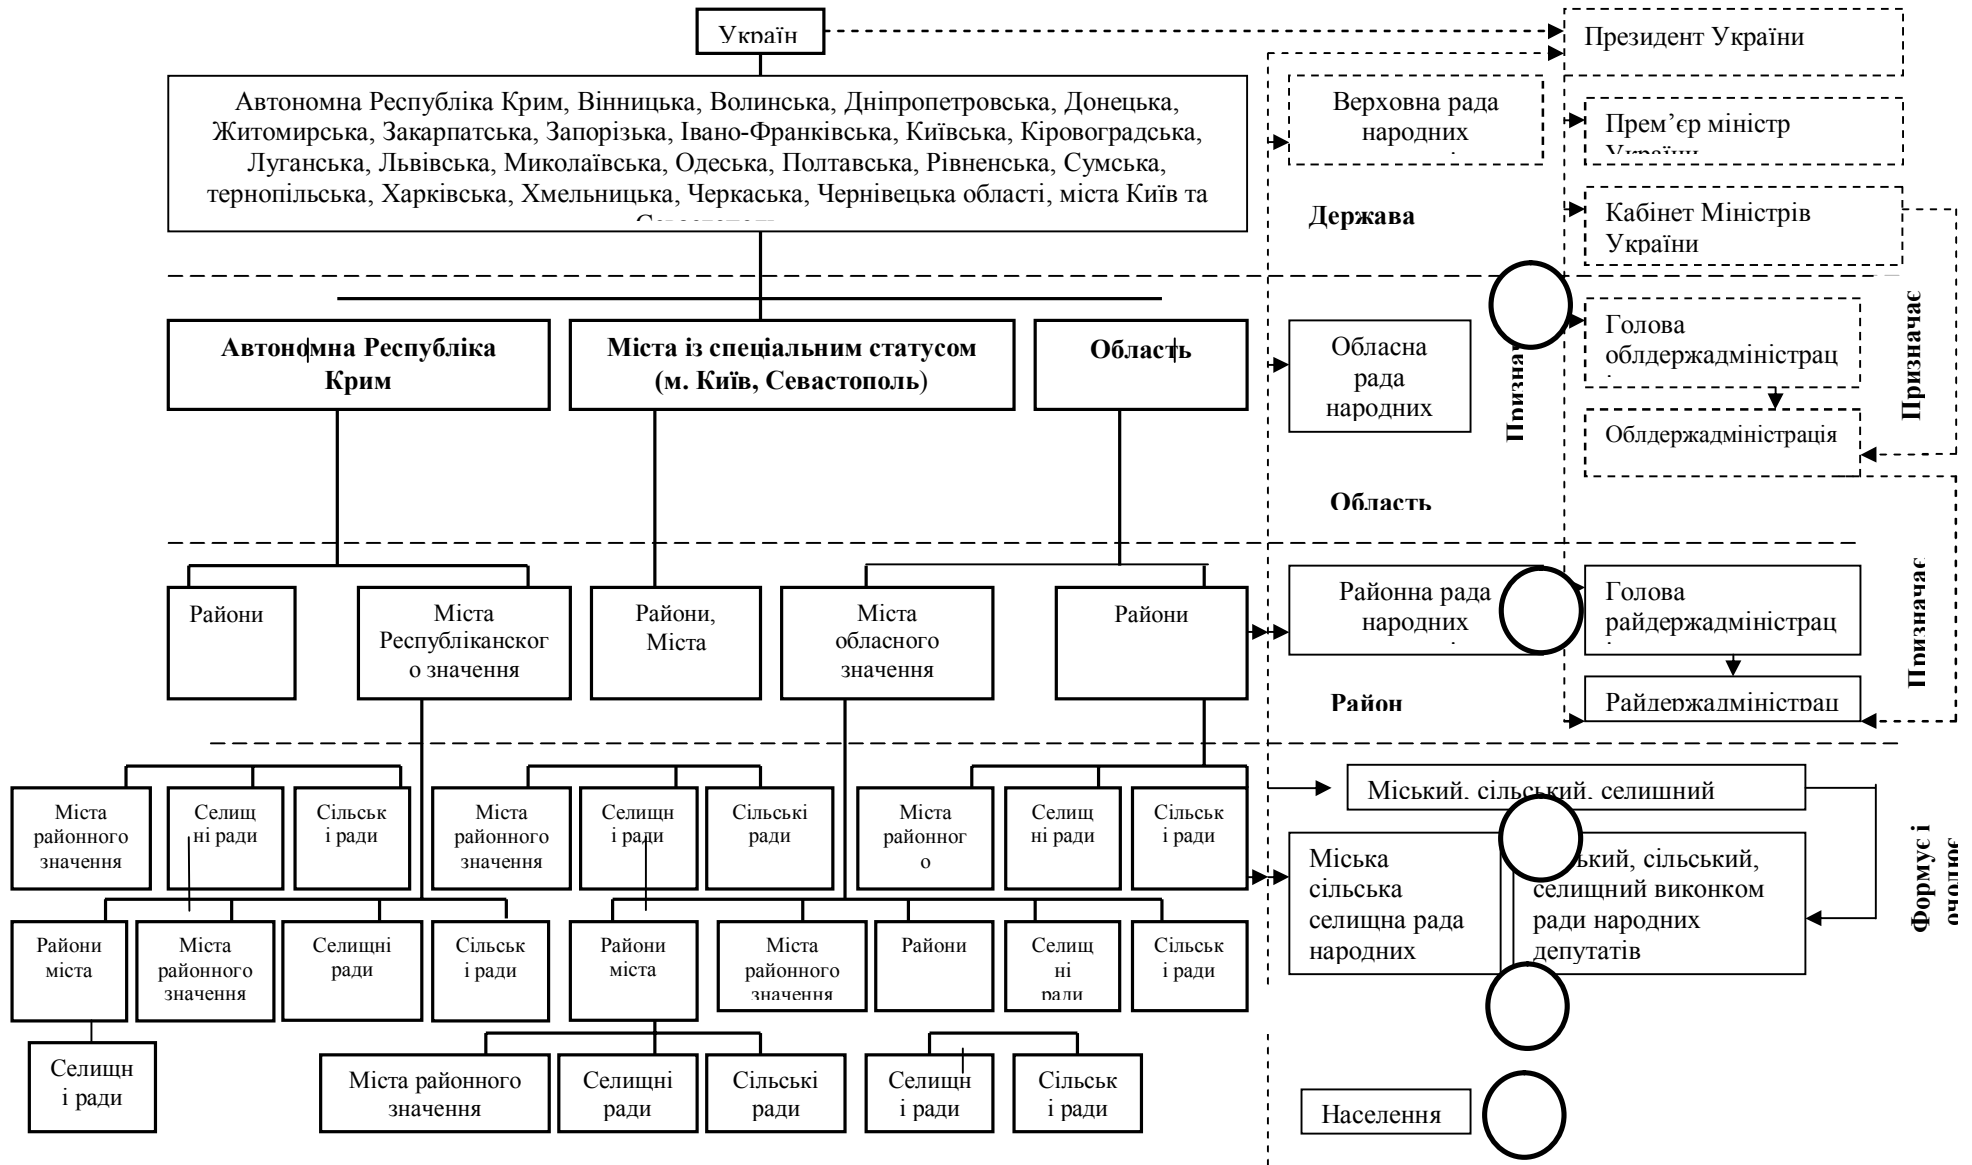 Україн
Президент України
Автономна Республіка Крим, Вінницька, Волинська, Дніпропетровська, Донецька,
Житомирська, Закарпатська, Запорізька, Івано-Франківська, Київська, Кіровоградська,
Луганська, Львівська, Миколаївська, Одеська, Полтавська, Рівненська, Сумська,
тернопільська, Харківська, Хмельницька, Черкаська, Чернівецька області, міста Київ та
Верховна рада
народних
Прем’єр міністр
України
Держава
Кабінет Міністрів
України
Автономна Республіка
Крим
Міста із спеціальним статусом
(м. Київ, Севастополь)
Область
Обласна
рада
народних
Призна
Голова
облдержадміністрац
Облдержадміністрація
Призначає
Область
Райони
Міста
Республіканског
о значення
Райони,
Міста
Міста
обласного
значення
Райони
Районна рада
народних
Голова
райдержадміністрац
Райдержадміністрац
Призначає
Район
Міста
районного
значення
Селищ
ні ради
Сільськ
і ради
Міста
районного
значення
Селищн
і ради
Сільські
ради
Міста
районног
о
Селищ
ні ради
Сільськ
і ради
Міський, сільський, селищний
Міська
сільська
селищна рада
народних
ький, сільський,
селищний виконком
ради народних
депутатів
Формує і
очолює
Райони
міста
Міста
районного
значення
Селищні
ради
Сільськ
і ради
Райони
міста
Міста
районного
значення
Райони
Селищ
ні
ради
Сільськ
і ради
Селищн
і ради
Міста районного
значення
Селищні
ради
Сільські
ради
Селищн
і ради
Сільськ
і ради
Населення